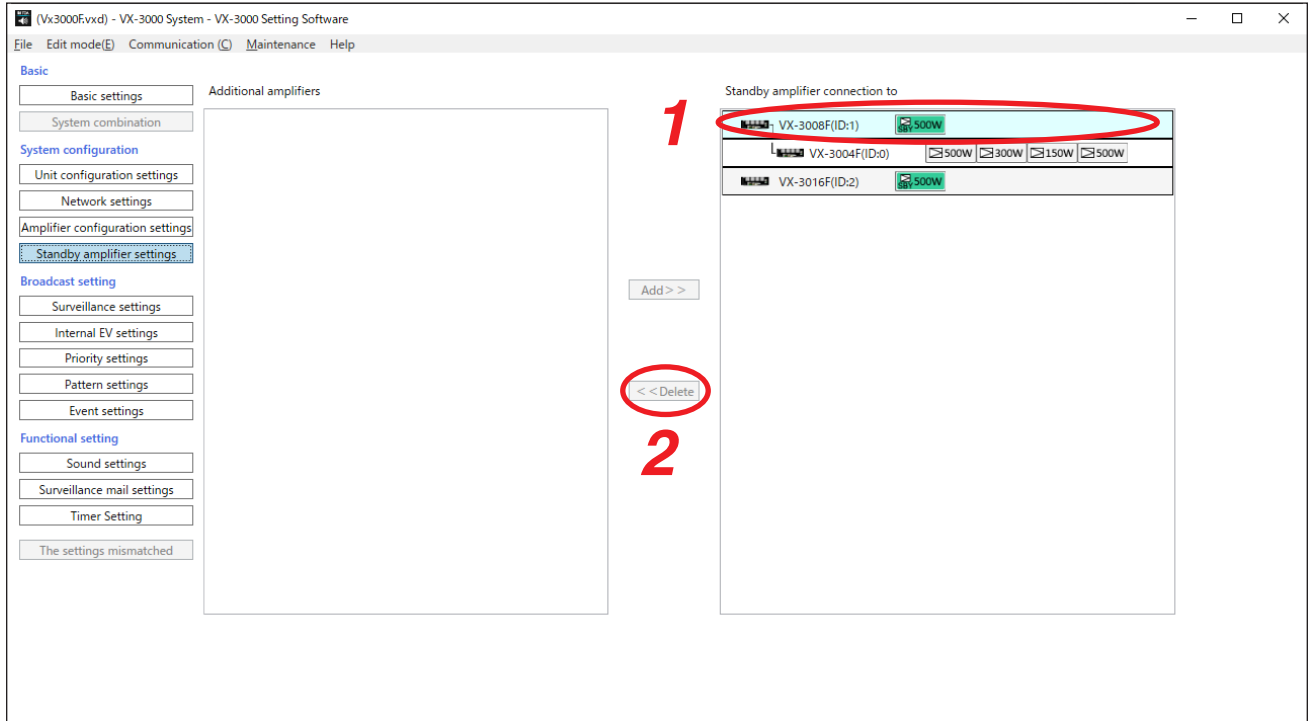 (Vx3000F.vxd) - VX-3000 System - VX-3000 Setting Software
File Edit mode(E) Communication (C) Maintenance Help
Basic
Basic settings
System combination
System configuration
Unit configuration settings
Network settings
Amplifier configuration settings
Standby amplifier settings
Broadcast setting
Surveillance settings
Internal EV settings
Priority settings
Pattern settings
Event settings
Functional setting
Sound settings
Surveillance mail settings
Timer Setting
The settings mismatched
Additional amplifiers
1
Add>>
<<Delete
2
Standby amplifier connection to
VX-3008F(ID:1) SBY 500W
VX-3004F(ID:0) 500W 300W 150W 500W
VX-3016F(ID:2) SBY 500W